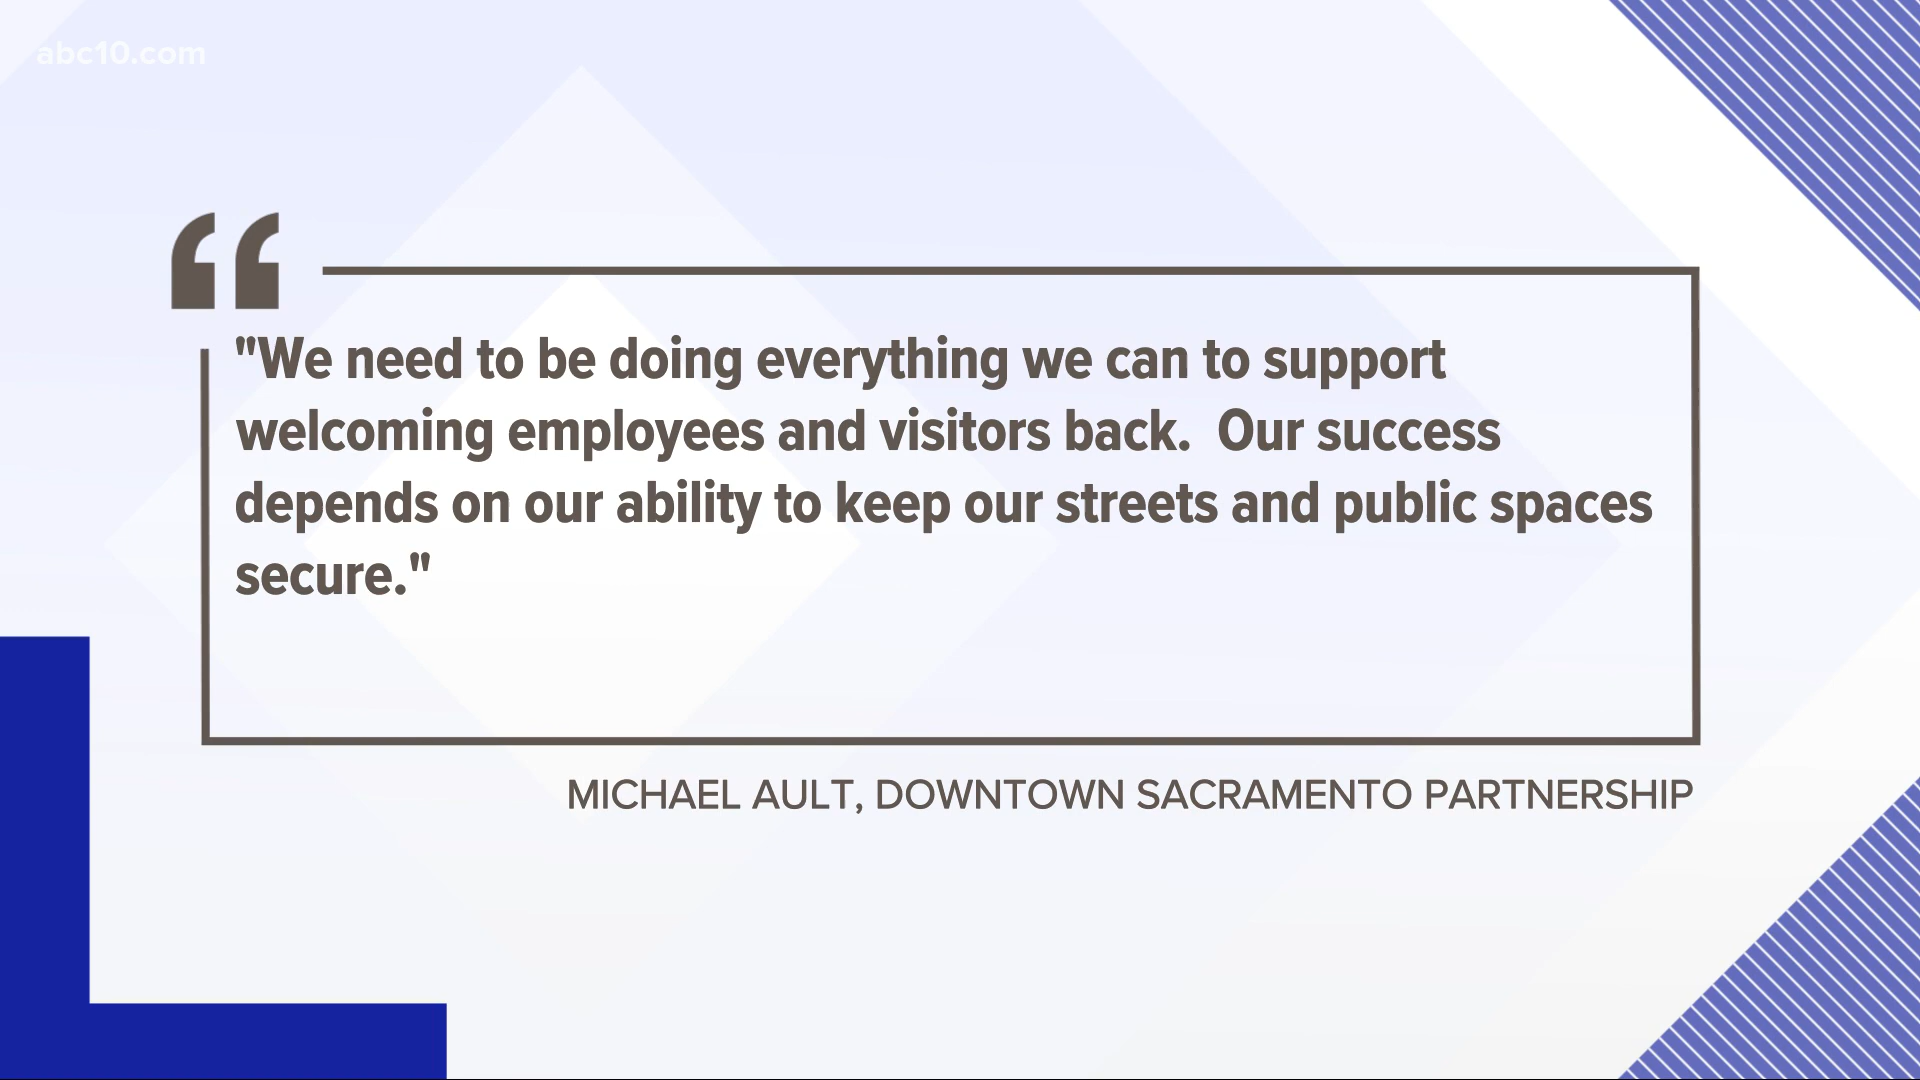 abc10.com
"We need to be doing everything we can to support
welcoming employees and visitors back.  Our success
depends on our ability to keep our streets and public spaces
secure."
MICHAEL AULT, DOWNTOWN SACRAMENTO PARTNERSHIP